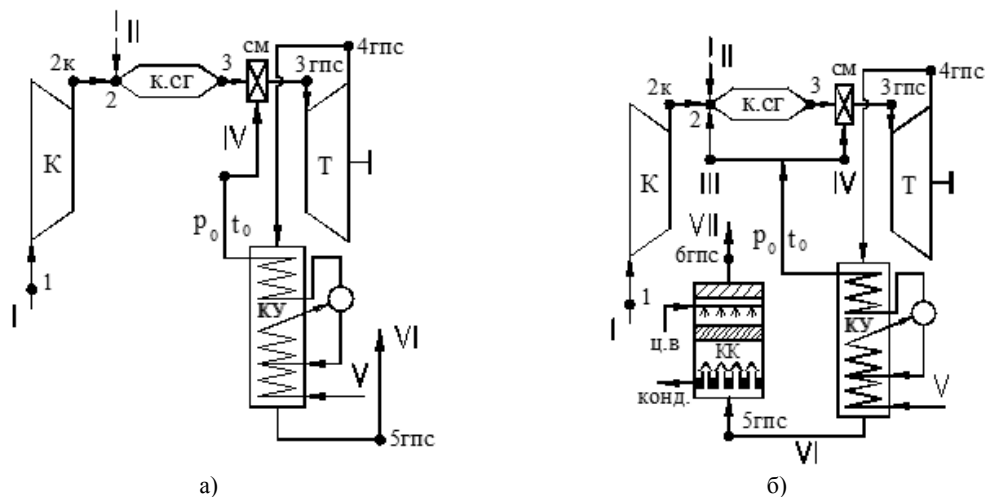 II
2к
2
к.сг
3
см
3гпс
4гпс
К
IV
Т
p₀ t₀
1
I
КУ
VI
V
5гпс
а)
II
2к
2
к.сг
3
см
3гпс
4гпс
К
III
IV
Т
VII
p₀ t₀
6гпс
1
I
ц.в
КК
КУ
V
конд.
5гпс
VI
б)